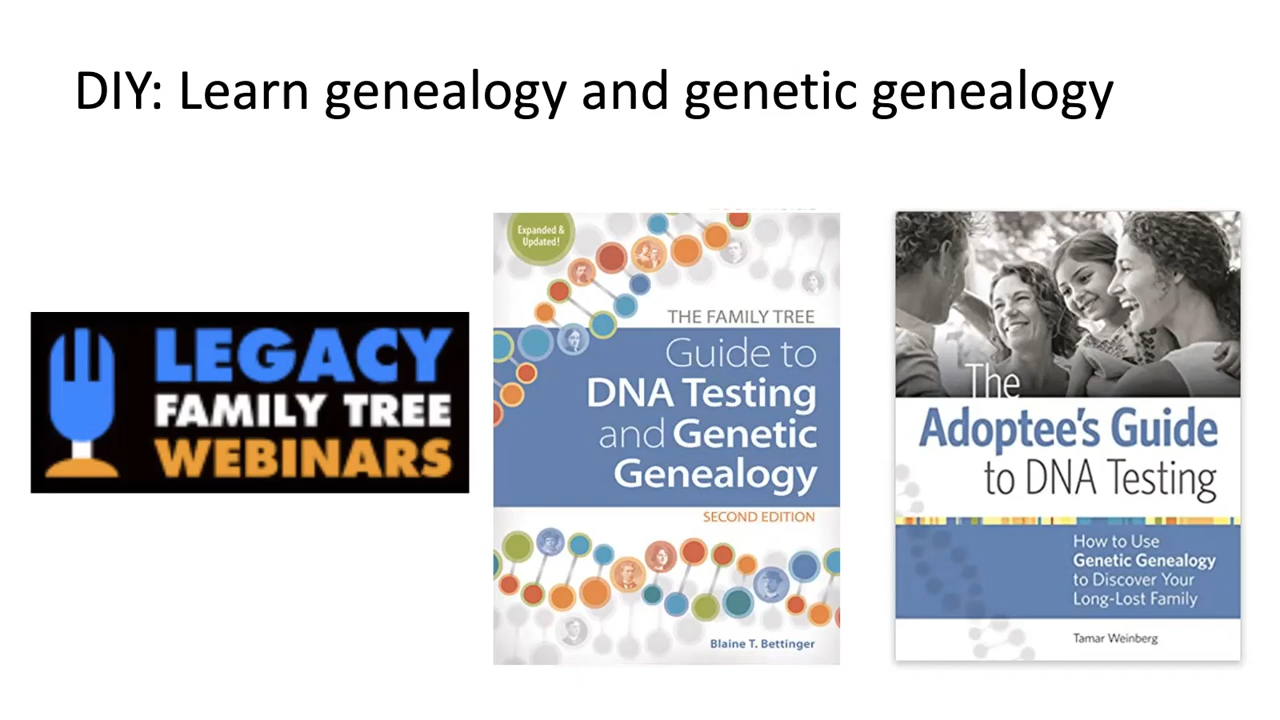 DIY: Learn genealogy and genetic genealogy
LEGACY
FAMILY TREE
WEBINARS
Expanded &
Updated!
THE FAMILY TREE
Guide to
DNA Testing
and Genetic
Genealogy
SECOND EDITION
Blaine T. Bettinger
The
Adoptee's Guide
to DNA Testing
How to Use
Genetic Genealogy
to Discover Your
Long-Lost Family
Tamar Weinberg